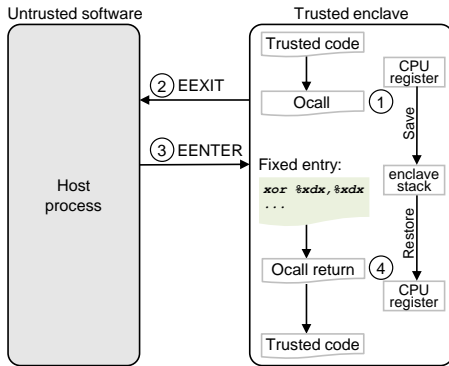 Untrusted software
Trusted enclave
Trusted code
CPU
register
② EEXIT
Ocall
①
Save
③ EENTER
Fixed entry:
enclave
stack
xor %xdx,%xdx
...
Host
process
Restore
Ocall return
④
CPU
register
Trusted code